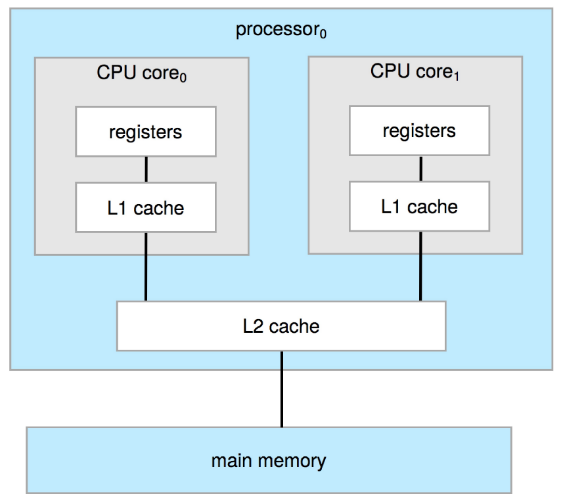 processor₀
CPU core₀
CPU core₁
registers
registers
L1 cache
L1 cache
L2 cache
main memory